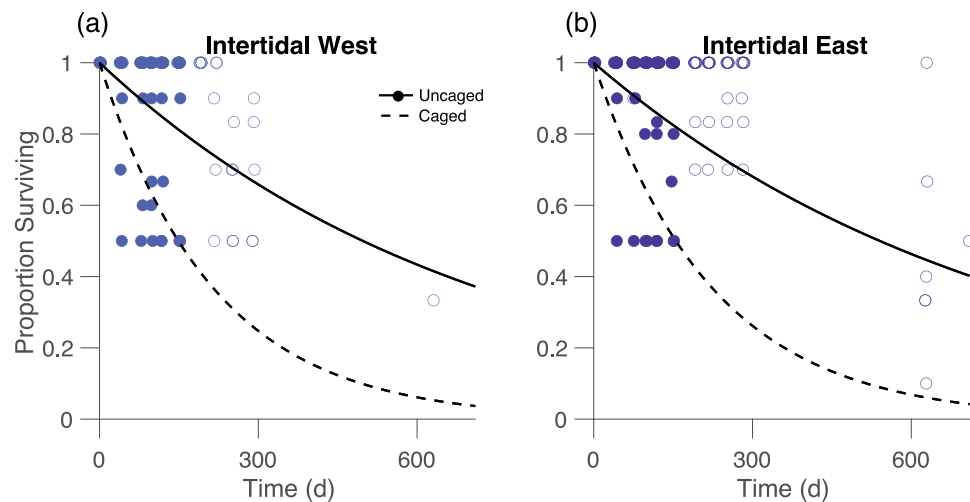 (a)
Intertidal West
(b)
Intertidal East
1
0.8
0.6
0.4
0.2
0
Proportion Surviving
Uncaged
Caged
0
300
600
Time (d)
1
0.8
0.6
0.4
0.2
0
0
300
600
Time (d)